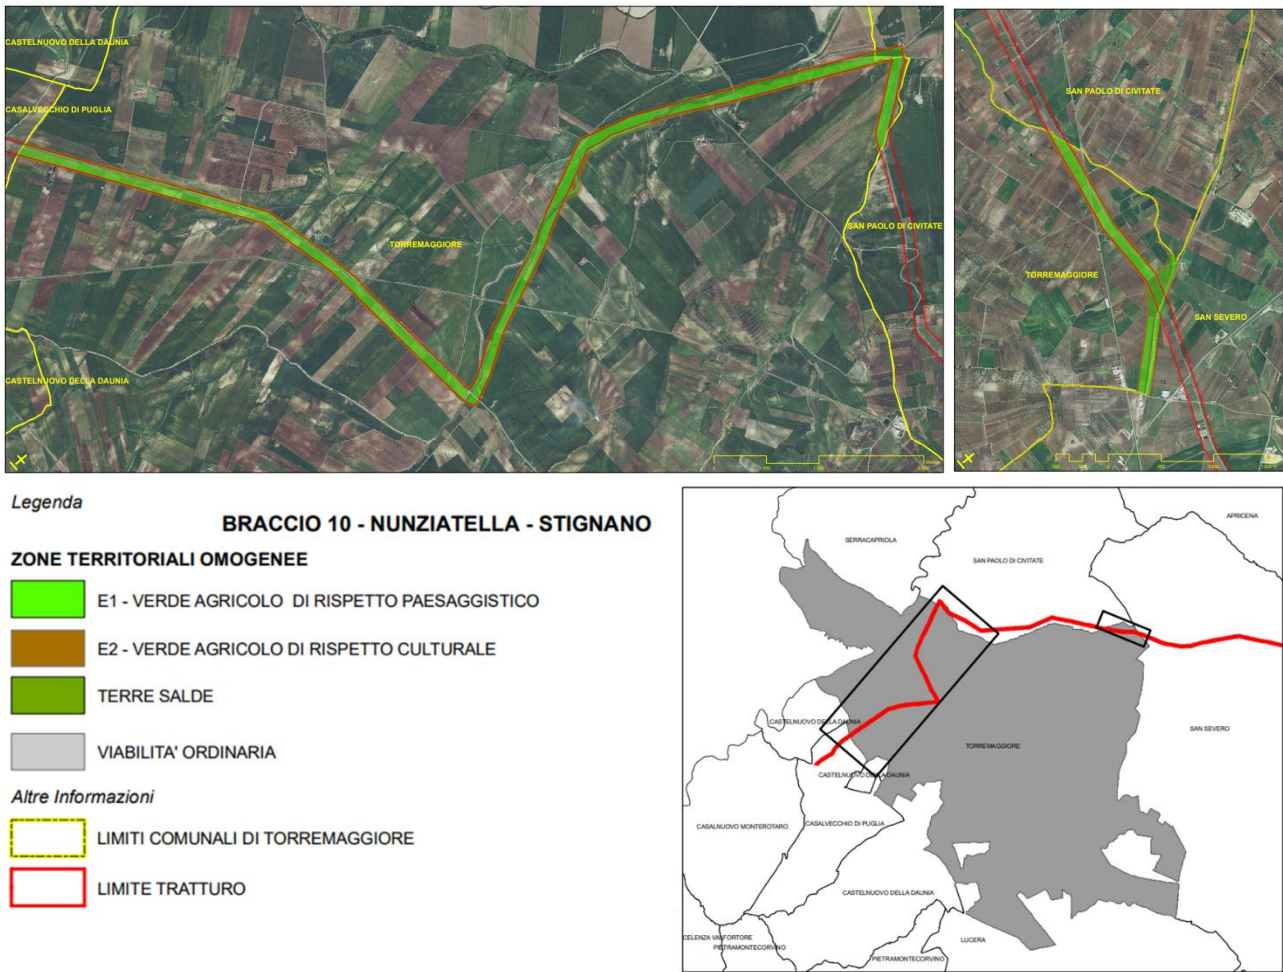 CASTELNUOVO DELLA DAUNIA
CASALVECCHIO DI PUGLIA
TORREMAGGIORE
SAN PAOLO DI CIVITATE
CASTELNUOVO DELLA DAUNIA
SAN PAOLO DI CIVITATE
TORREMAGGIORE
SAN SEVERO
Legenda
BRACCIO 10 - NUNZIATELLA - STIGNANO
ZONE TERRITORIALI OMOGENEE
E1 - VERDE AGRICOLO DI RISPETTO PAESAGGISTICO
E2 - VERDE AGRICOLO DI RISPETTO CULTURALE
TERRE SALDE
VIABILITA' ORDINARIA
Altre Informazioni
LIMITI COMUNALI DI TORREMAGGIORE
LIMITE TRATTURO
APRICENA
SERRACAPRIOLA
SAN PAOLO DI CIVITATE
CASTELNUOVO DELLA DAUNIA
SAN SEVERO
TORREMAGGIORE
CASTELNUOVO DELLA DAUNIA
CASALNUOVO MONTEROTARO
CASALVECCHIO DI PUGLIA
CASTELNUOVO DELLA DAUNIA
CELENZA VALFORTORE
PIETRAMONTECORVINO
LUCERA
PIETRAMONTECORVINO